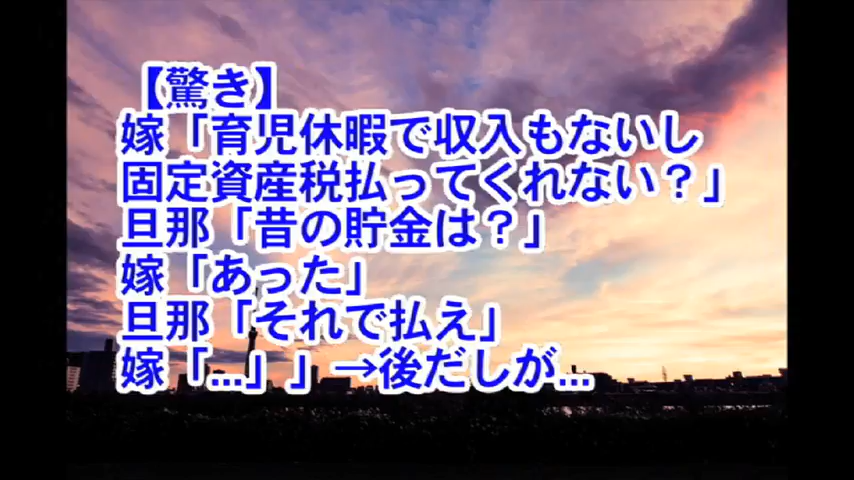 【驚き】
嫁「育児休暇で収入もないし
固定資産税払ってくれない？」
旦那「昔の貯金は？」
嫁「あった」
旦那「それで払え」
嫁「...」」→後だしが...